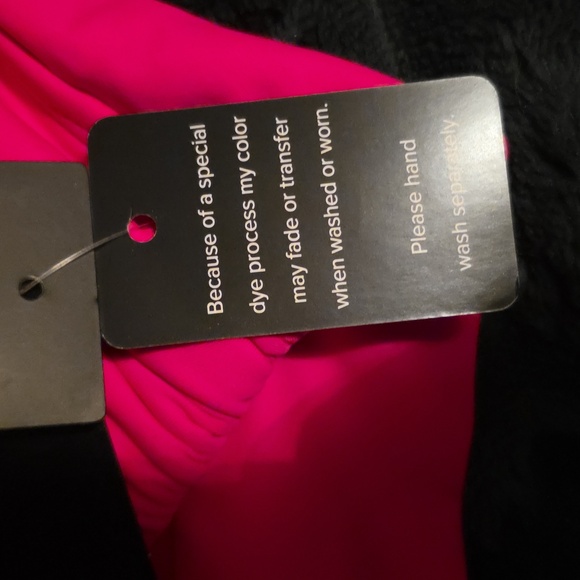 Because of a special
dye process my color
may fade or transfer
when washed or worn.
Please hand
wash separately.